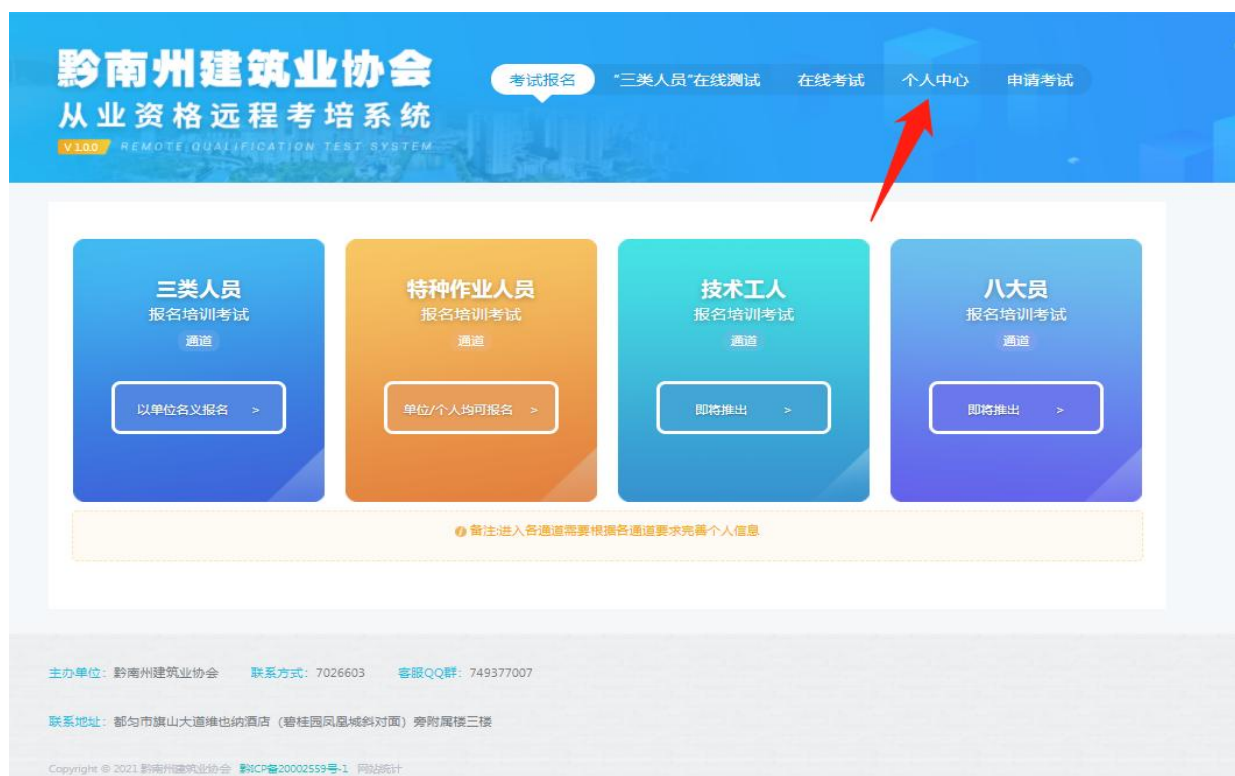 黔南州建筑业协会
从业资格远程考培系统
V 1.0.0 REMOTE QUALIFICATION TEST SYSTEM
考试报名 “三类人员”在线测试 在线考试 个人中心 申请考试
三类人员
报名培训考试
通道
以单位名义报名 >
特种作业人员
报名培训考试
通道
单位/个人均可报名 >
技术工人
报名培训考试
通道
即将推出 >
八大员
报名培训考试
通道
即将推出 >
备注:进入各通道需要根据各通道要求完善个人信息
主办单位：黔南州建筑业协会 联系方式：7026603 客服QQ群：749377007
联系地址：都匀市旗山大道维也纳酒店（碧桂园凤凰城斜对面）旁附属楼三楼
Copyright © 2021 黔南州建筑业协会 黔ICP备20002559号-1 网站统计